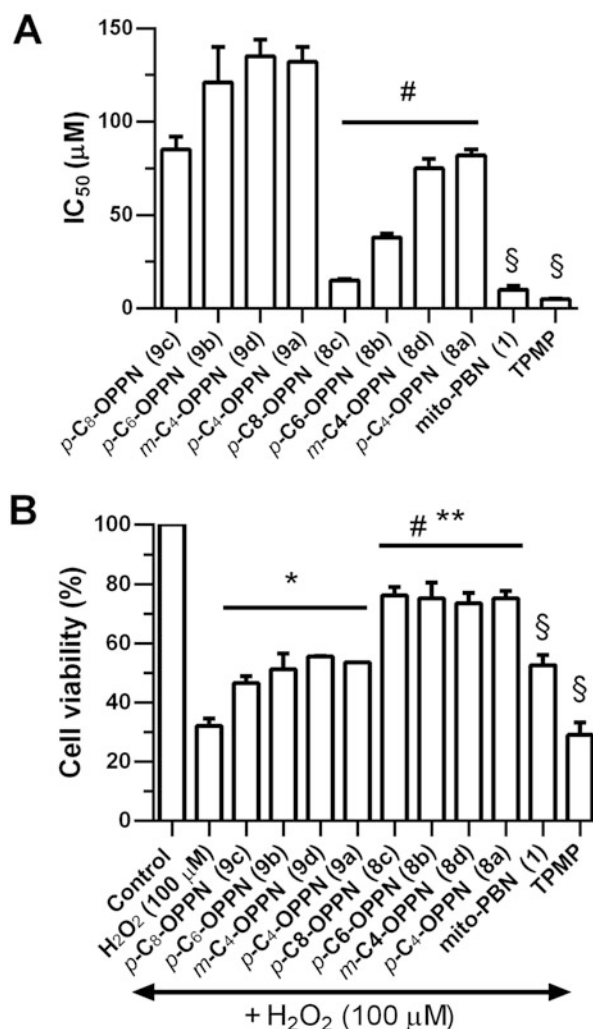 A
IC₅₀ (μM)
150
100
50
0
#
§
§
p-C₈-OPPN (9c)
p-C₆-OPPN (9b)
m-C₄-OPPN (9d)
p-C₄-OPPN (9a)
p-C8-OPPN (8c)
p-C6-OPPN (8b)
m-C4-OPPN (8d)
p-C₄-OPPN (8a)
mito-PBN (1)
TPMP
B
Cell viability (%)
100
80
60
40
20
0
*
# **
§
§
Control
H₂O₂ (100 μM)
p-C₈-OPPN (9c)
p-C₆-OPPN (9b)
m-C₄-OPPN (9d)
p-C₄-OPPN (9a)
p-C8-OPPN (8c)
p-C6-OPPN (8b)
m-C4-OPPN (8d)
p-C₄-OPPN (8a)
mito-PBN (1)
TPMP
+ H₂O₂ (100 μM)